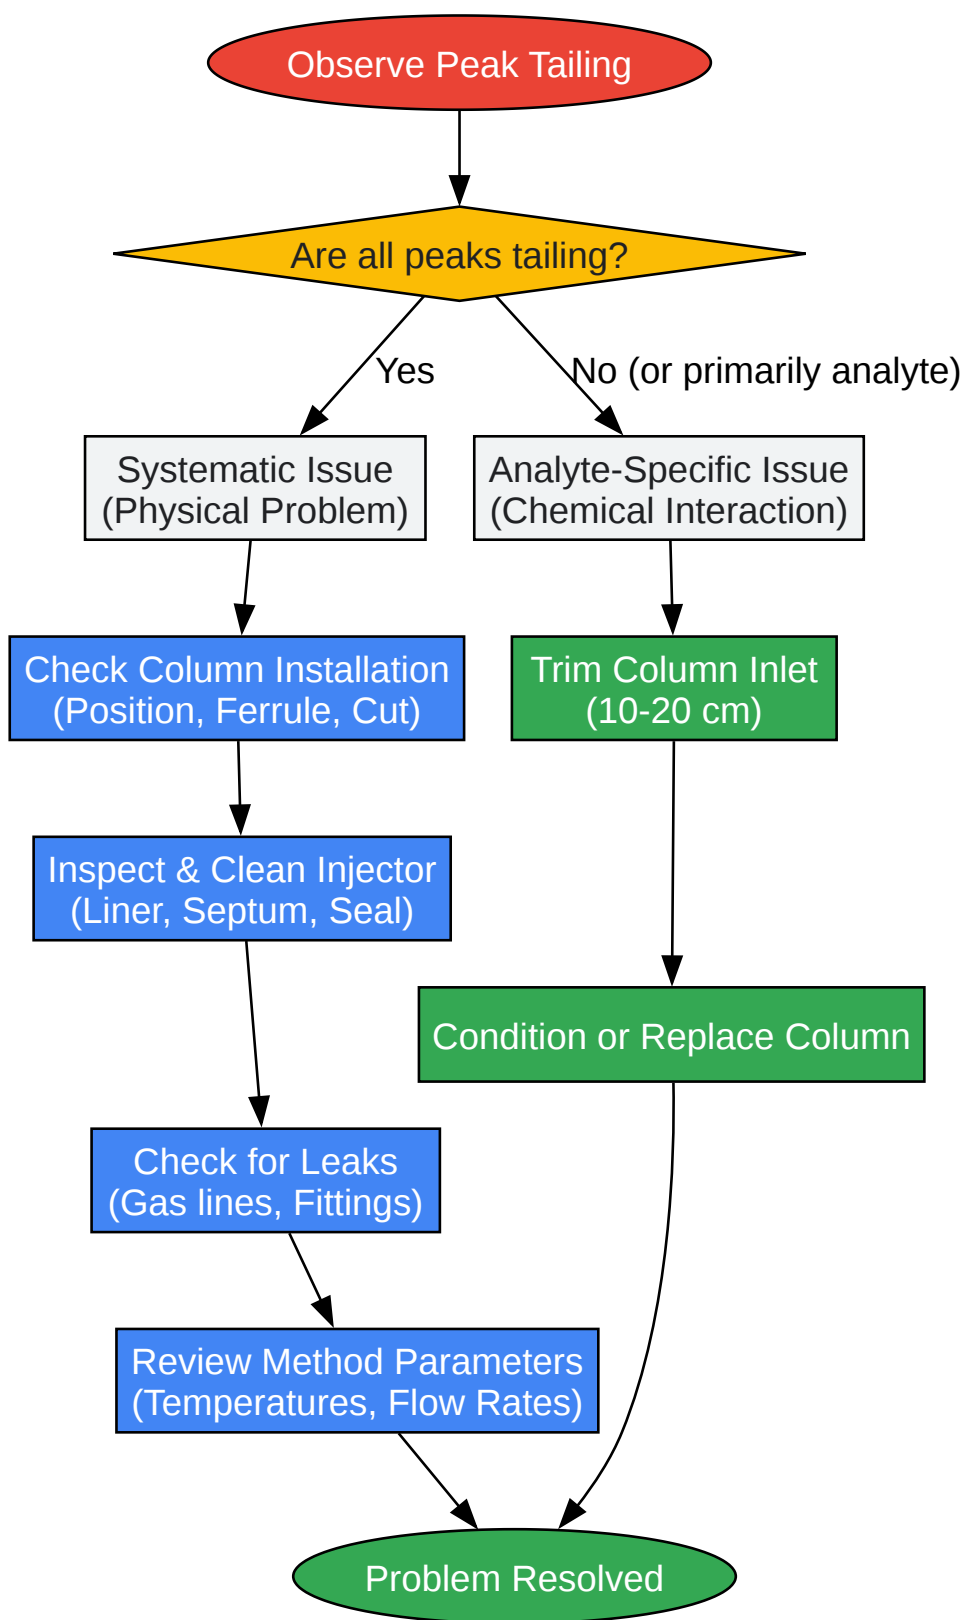 Observe Peak Tailing
Are all peaks tailing?
Yes
No (or primarily analyte)
Systematic Issue
(Physical Problem)
Analyte-Specific Issue
(Chemical Interaction)
Check Column Installation
(Position, Ferrule, Cut)
Trim Column Inlet
(10-20 cm)
Inspect & Clean Injector
(Liner, Septum, Seal)
Condition or Replace Column
Check for Leaks
(Gas lines, Fittings)
Review Method Parameters
(Temperatures, Flow Rates)
Problem Resolved